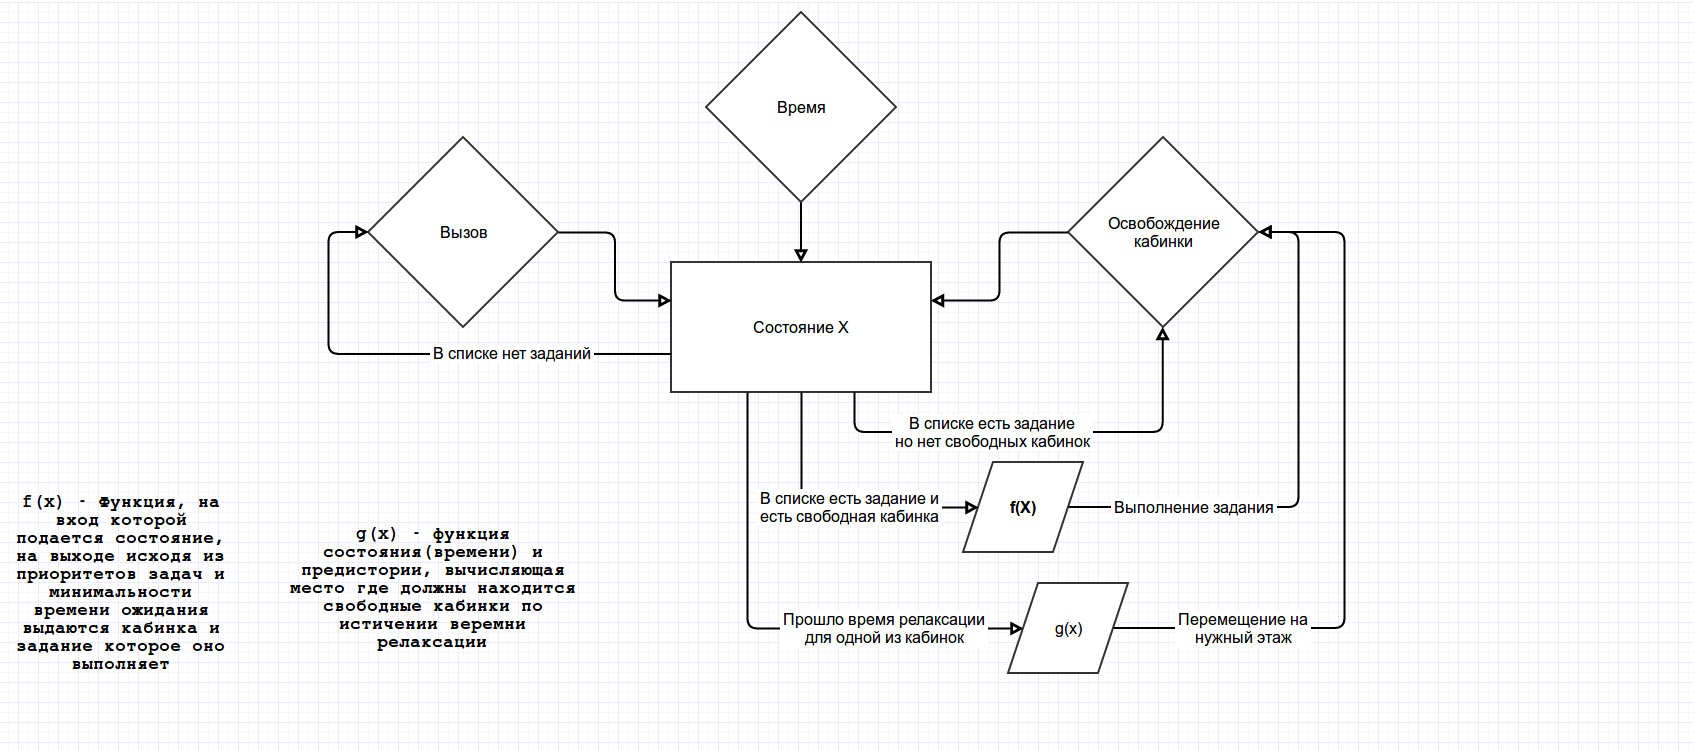 Время
Вызов
Освобождение
кабинки
Состояние X
В списке нет заданий
В списке есть задание
но нет свободных кабинок
В списке есть задание и
есть свободная кабинка
f(X)
Выполнение задания
Прошло время релаксации
для одной из кабинок
g(x)
Перемещение на
нужный этаж
f(x) - Функция, на
вход которой
подается состояние,
на выходе исходя из
приоритетов задач и
минимальности
времени ожидания
выдаются кабинка и
задание которое оно
выполняет
g(x) - функция
состояния(времени) и
предистории, вычисляющая
место где должны находится
свободные кабинки по
истичении веремни
релаксации